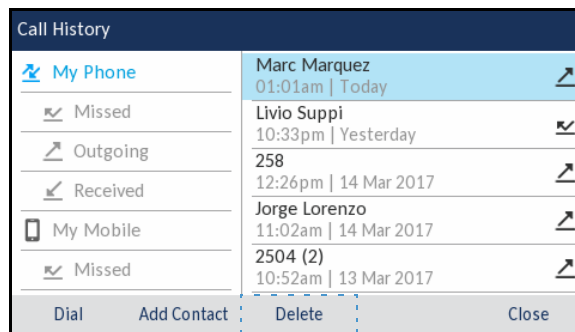 Call History
My Phone
Missed
Outgoing
Received
My Mobile
Missed
Marc Marquez
01:01am | Today
Livio Suppi
10:33pm | Yesterday
258
12:26pm | 14 Mar 2017
Jorge Lorenzo
11:02am | 14 Mar 2017
2504 (2)
10:52am | 13 Mar 2017
Dial Add Contact Delete Close